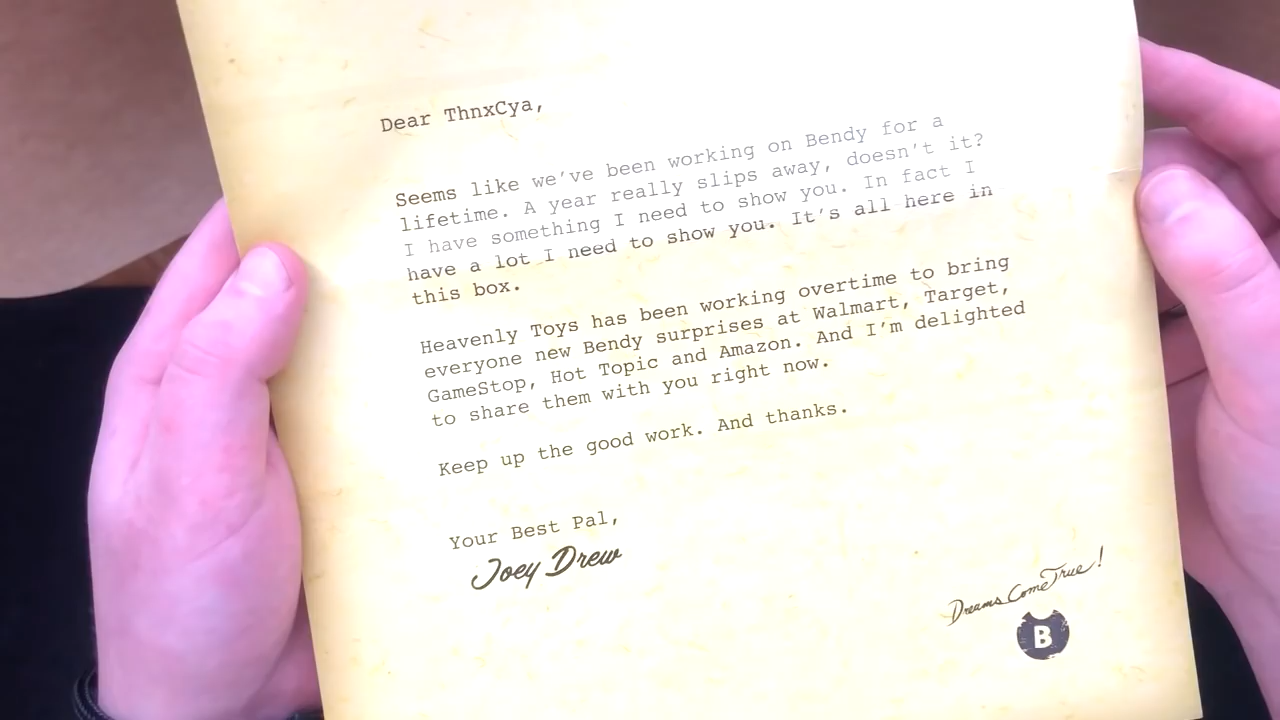 Dear ThnxCya,
Seems like we've been working on Bendy for a
lifetime. A year really slips away, doesn't it?
I have something I need to show you. In fact I
have a lot I need to show you. It's all here in
this box.
Heavenly Toys has been working overtime to bring
everyone new Bendy surprises at Walmart, Target,
GameStop, Hot Topic and Amazon. And I'm delighted
to share them with you right now.
Keep up the good work. And thanks.
Your Best Pal,
Joey Drew
Dreams Come True!
B